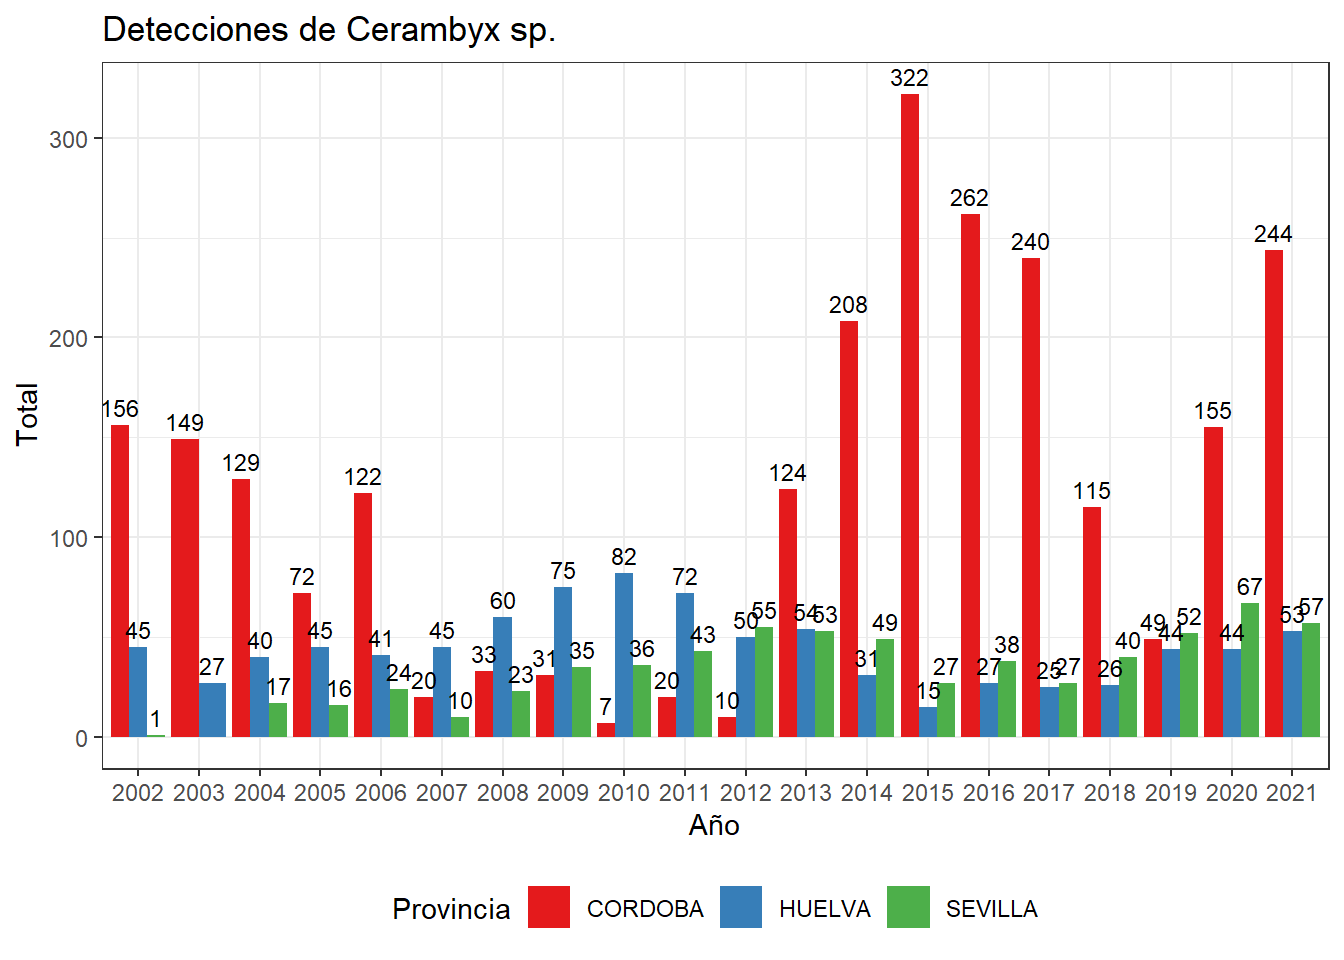 Detecciones de Cerambyx sp.
Total
300
200
100
0
156 45 1
149 27
129 40 17
72 45 16
122 41 24
20 45 10
33 60 23
31 75 35
7 82 36
20 72 43
10 50 55
124 54 53
208 31 49
322 15 27
262 27 38
240 25 27
115 26 40
49 44 52
155 44 67
244 53 57
2002 2003 2004 2005 2006 2007 2008 2009 2010 2011 2012 2013 2014 2015 2016 2017 2018 2019 2020 2021
Año
Provincia CORDOBA HUELVA SEVILLA